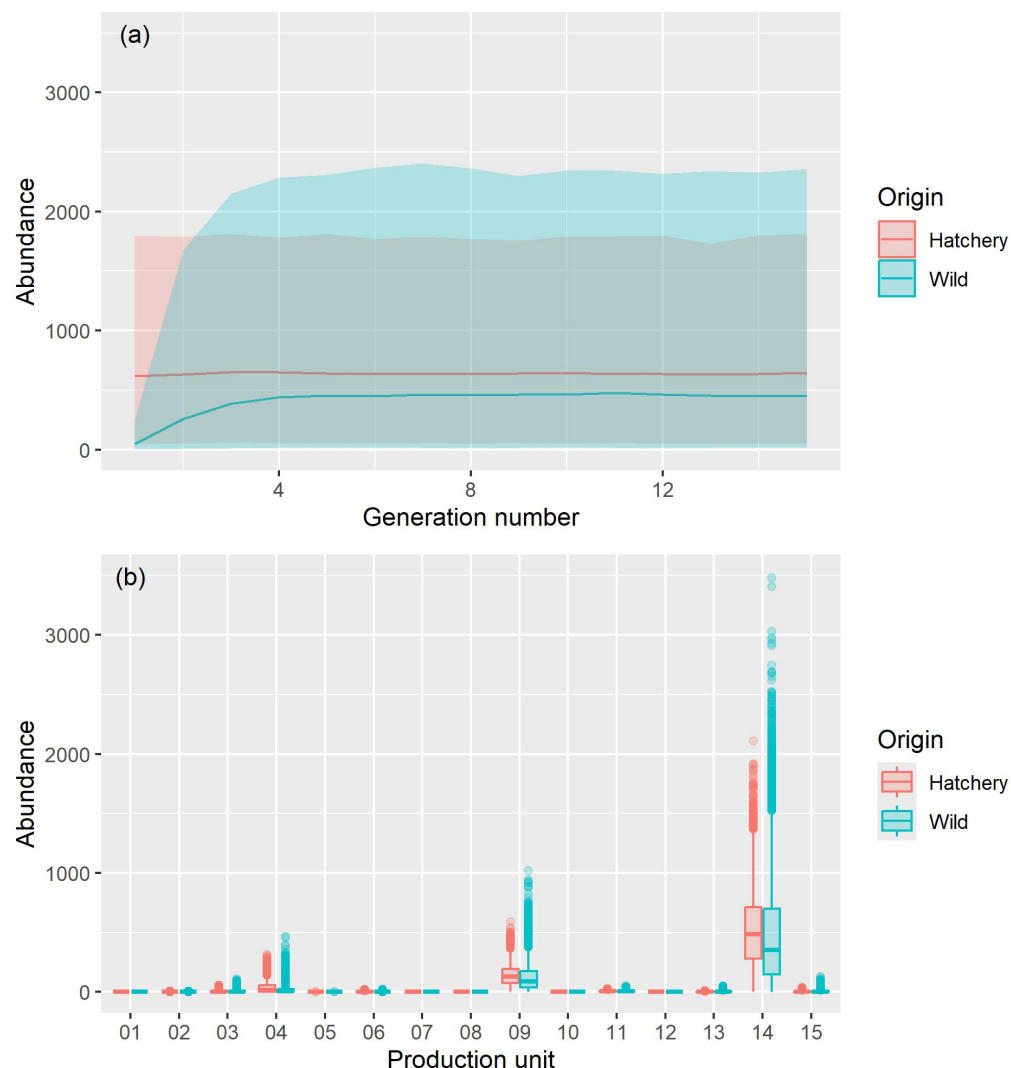 (a)
3000
2000
1000
0
Abundance
4 8 12
Generation number
Origin
Hatchery
Wild
(b)
3000
2000
1000
0
Abundance
01 02 03 04 05 06 07 08 09 10 11 12 13 14 15
Production unit
Origin
Hatchery
Wild